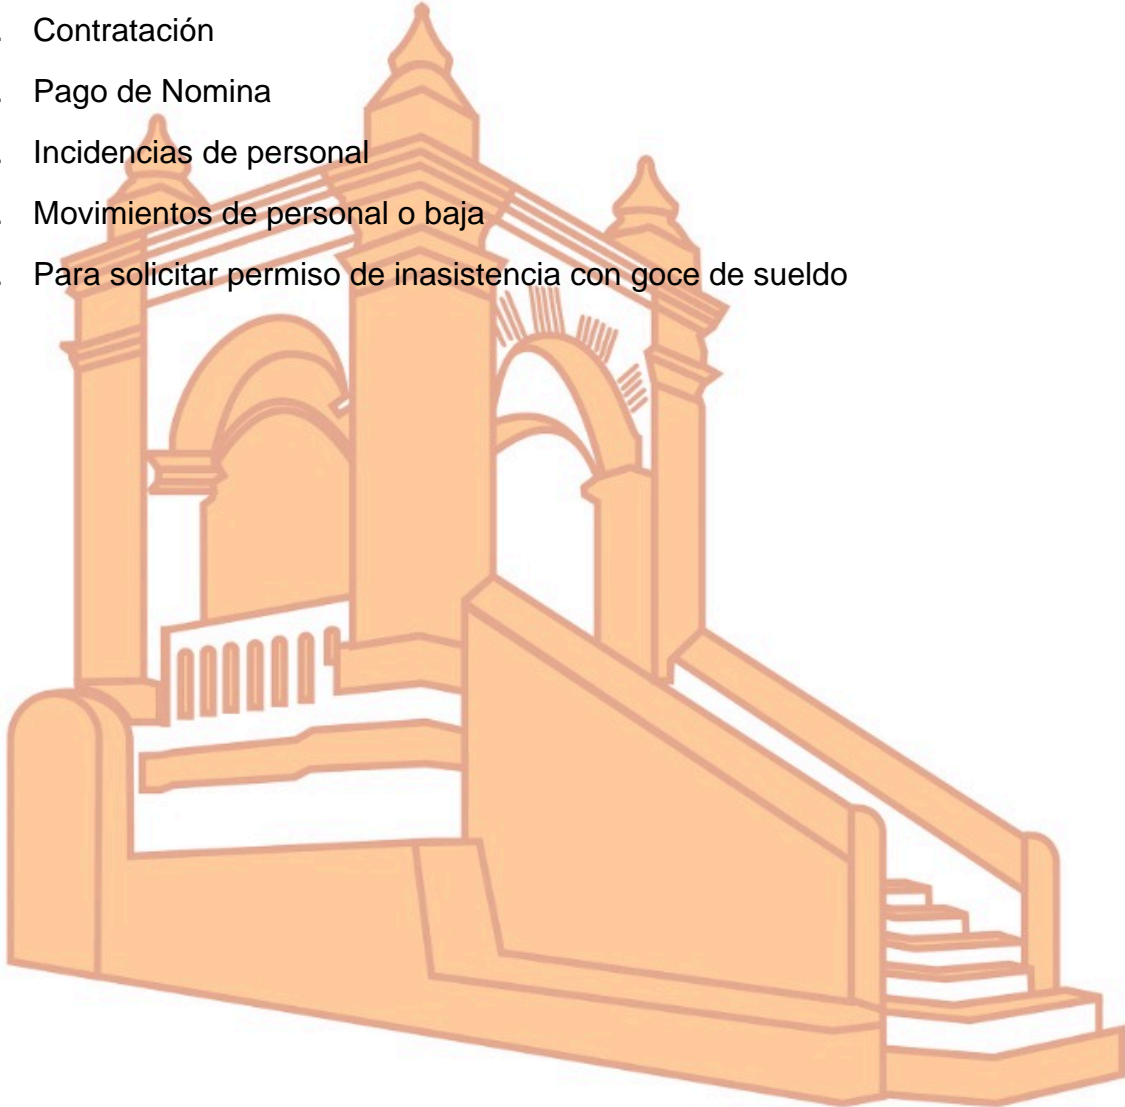 . Contratación
. Pago de Nomina
. Incidencias de personal
. Movimientos de personal o baja
. Para solicitar permiso de inasistencia con goce de sueldo